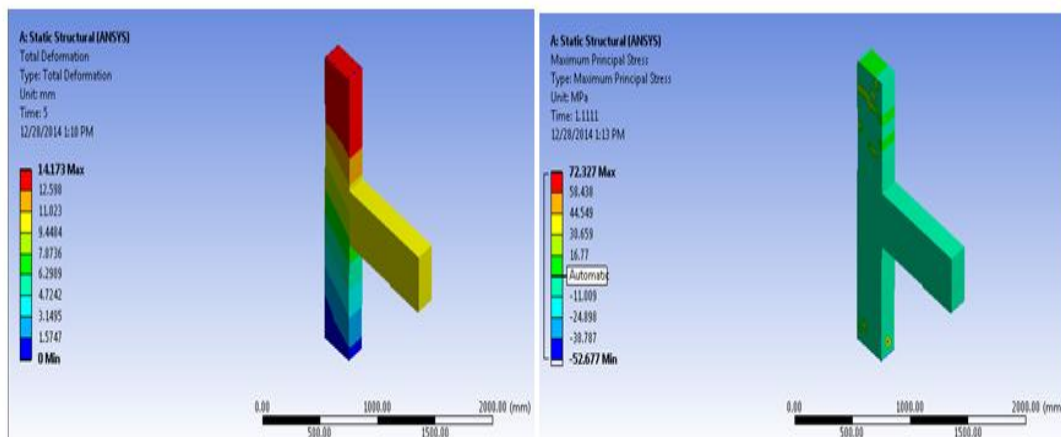 A: Static Structural (ANSYS)
Total Deformation
Type: Total Deformation
Unit: mm
Time: 5
12/28/2014 1:10 PM
14.173 Max
12.598
11.023
9.4484
7.8736
6.2989
4.7242
3.1495
1.5747
0 Min
0.00
1000.00
2000.00 (mm)
500.00
1500.00
A: Static Structural (ANSYS)
Maximum Principal Stress
Type: Maximum Principal Stress
Unit: MPa
Time: 1.1111
12/28/2014 1:13 PM
72.327 Max
58.438
44.549
30.659
16.77
Automatic
-11.009
-24.898
-38.787
-52.677 Min
0.00
1000.00
2000.00 (mm)
500.00
1500.00